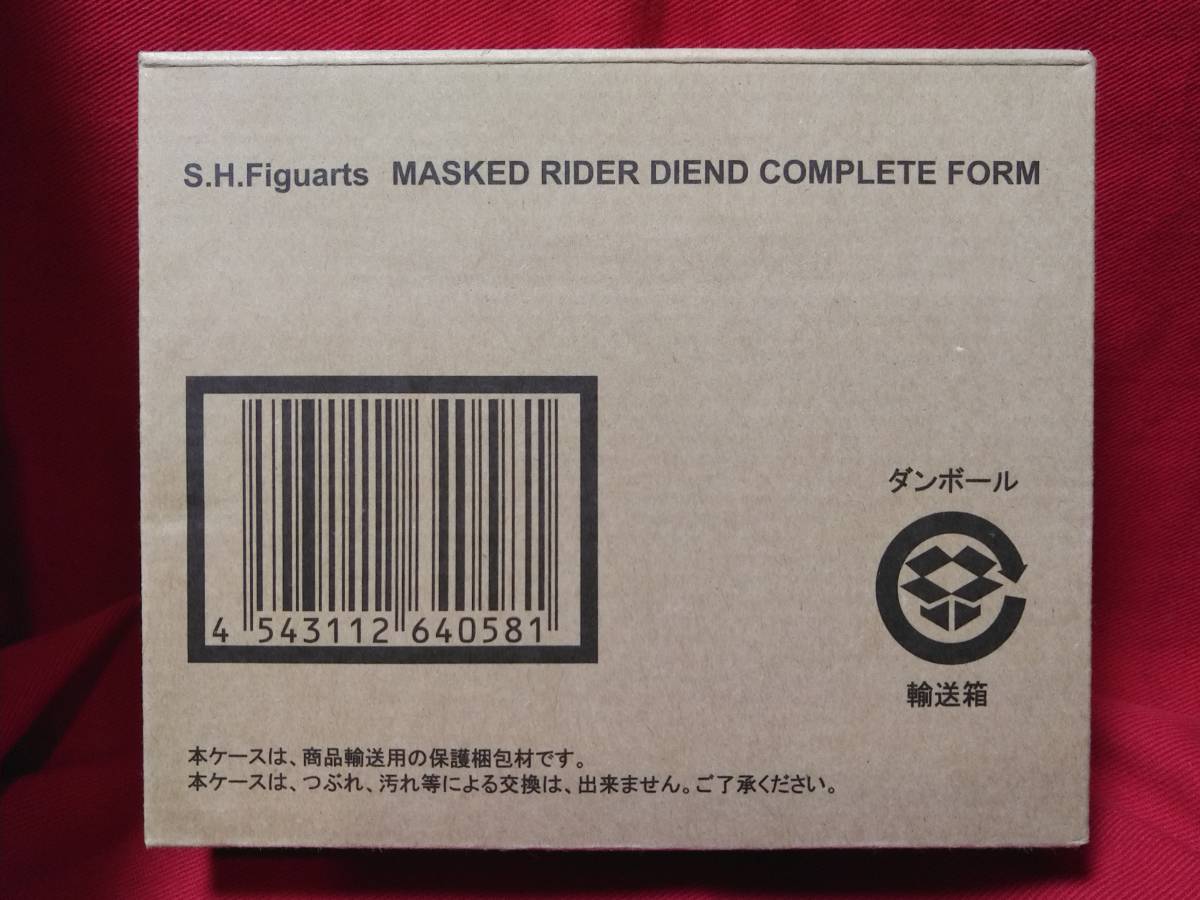 S.H.Figuarts MASKED RIDER DIEND COMPLETE FORM
4 543112 640581
ダンボール
輸送箱
本ケースは、商品輸送用の保護梱包材です。
本ケースは、つぶれ、汚れ等による交換は、出来ません。ご了承ください。